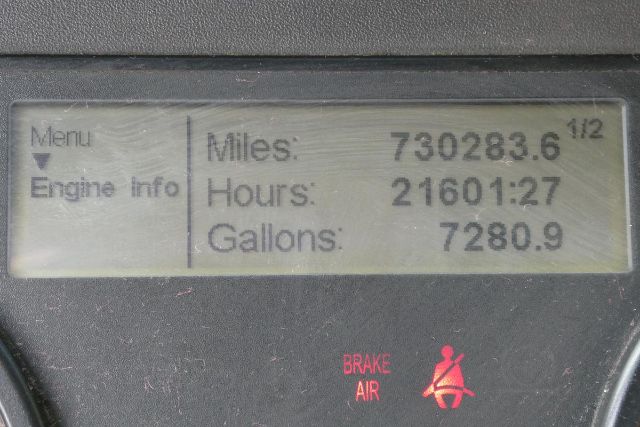 Menu
Engine info
Miles: 730283.6 1/2
Hours: 21601:27
Gallons: 7280.9
BRAKE
AIR